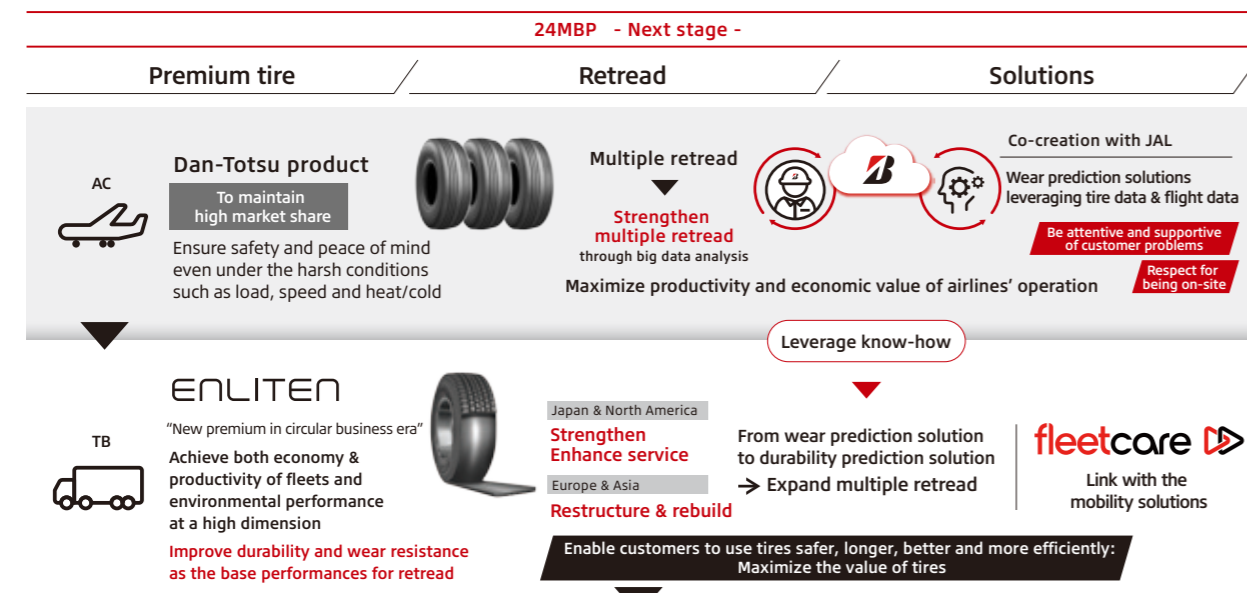 24MBP - Next stage -
Premium tire
Retread
Solutions
AC
Dan-Totsu product
To maintain
high market share
Ensure safety and peace of mind
even under the harsh conditions
such as load, speed and heat/cold
Multiple retread
Strengthen
multiple retread
through big data analysis
Co-creation with JAL
Wear prediction solutions
leveraging tire data & flight data
Be attentive and supportive
of customer problems
Respect for
being on-site
Maximize productivity and economic value of airlines' operation
Leverage know-how
TB
ENLITEN
“New premium in circular business era”
Achieve both economy &
productivity of fleets and
environmental performance
at a high dimension
Improve durability and wear resistance
as the base performances for retread
Japan & North America
Strengthen
Enhance service
Europe & Asia
Restructure & rebuild
From wear prediction solution
to durability prediction solution
→ Expand multiple retread
fleetcare
Link with the
mobility solutions
Enable customers to use tires safer, longer, better and more efficiently:
Maximize the value of tires